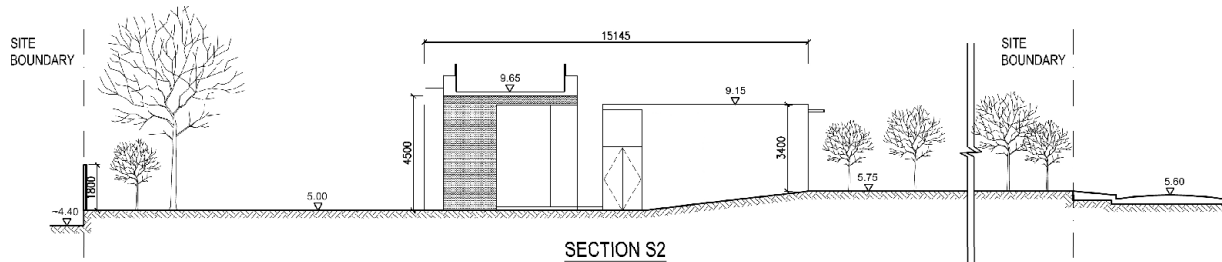 SITE
BOUNDARY
15145
SITE
BOUNDARY
9.65
9.15
4500
3400
1800
~4.40
5.00
5.75
5.60
SECTION S2